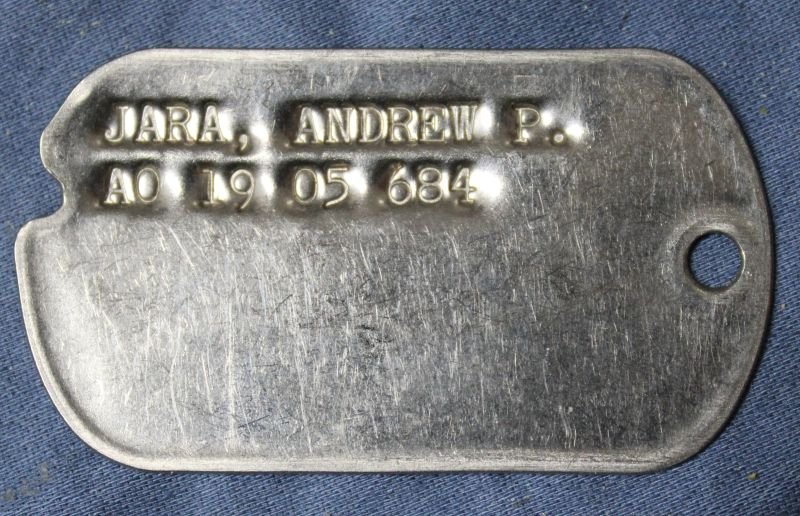 JARA, ANDREW P.
AO 19 05 684